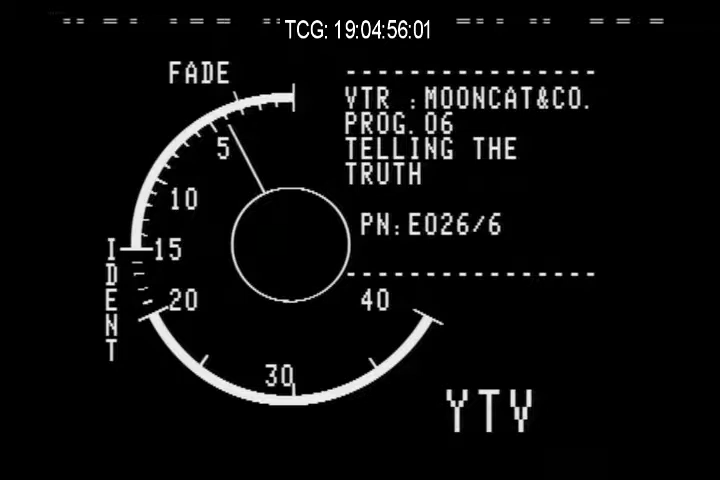 TCG: 19:04:56:01
FADE
VTR :MOONCAT&CO.
PROG.06
TELLING THE
TRUTH
PN:E026/6
5
10
15
20
30
40
IDENT
YTV